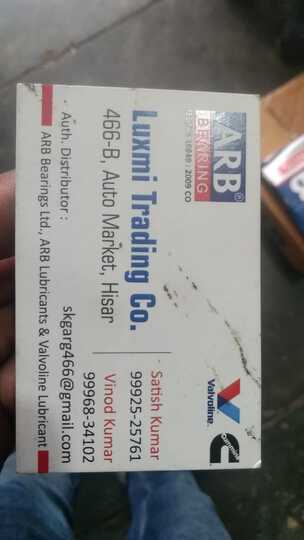 ARB®
BEARING
Valvoline
Cummins
Luxmi Trading Co.
466-B, Auto Market, Hisar
Satish Kumar
99925-25761
Vinod Kumar
99968-34102
Auth. Distributor :
skgarg466@gmail.com
ARB Bearings Ltd., ARB Lubricants & Valvoline Lubricant